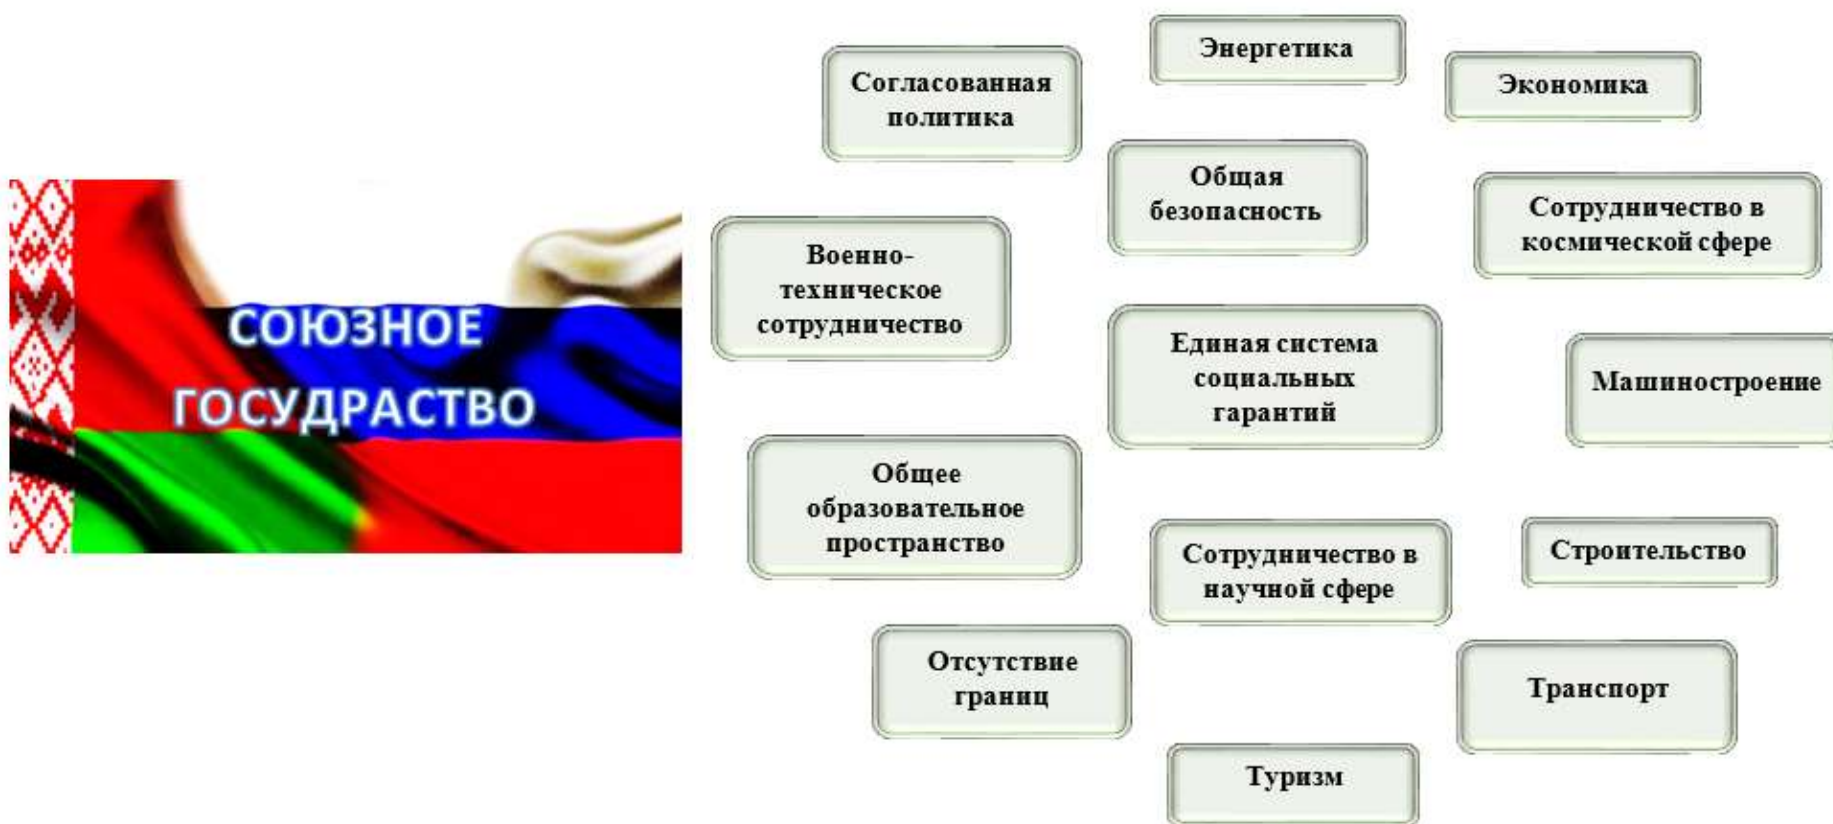 СОЮЗНОЕ
ГОСУДРАСТВО
Энергетика
Согласованная
политика
Экономика
Общая
безопасность
Сотрудничество в
космической сфере
Военно-
техническое
сотрудничество
Единая система
социальных
гарантий
Машиностроение
Общее
образовательное
пространство
Сотрудничество в
научной сфере
Строительство
Отсутствие
границ
Транспорт
Туризм